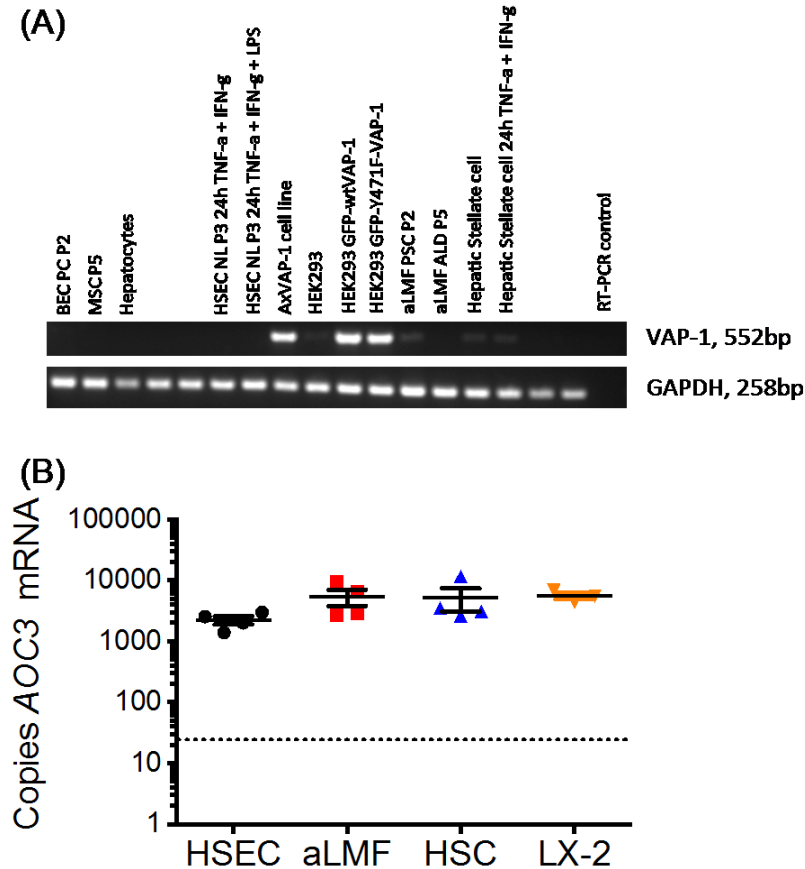 (A)
BEC PC P2
MSC P5
Hepatocytes
HSEC NL P3 24h TNF-a + IFN-g
HSEC NL P3 24h TNF-a + IFN-g + LPS
AxVAP-1 cell line
HEK293
HEK293 GFP-wtVAP-1
HEK293 GFP-Y471F-VAP-1
aLMF PSC P2
aLMF ALD P5
Hepatic Stellate cell
Hepatic Stellate cell 24h TNF-a + IFN-g
RT-PCR control
VAP-1, 552bp
GAPDH, 258bp
(B)
Copies AOC3 mRNA
100000
10000
1000
100
10
1
HSEC aLMF HSC LX-2